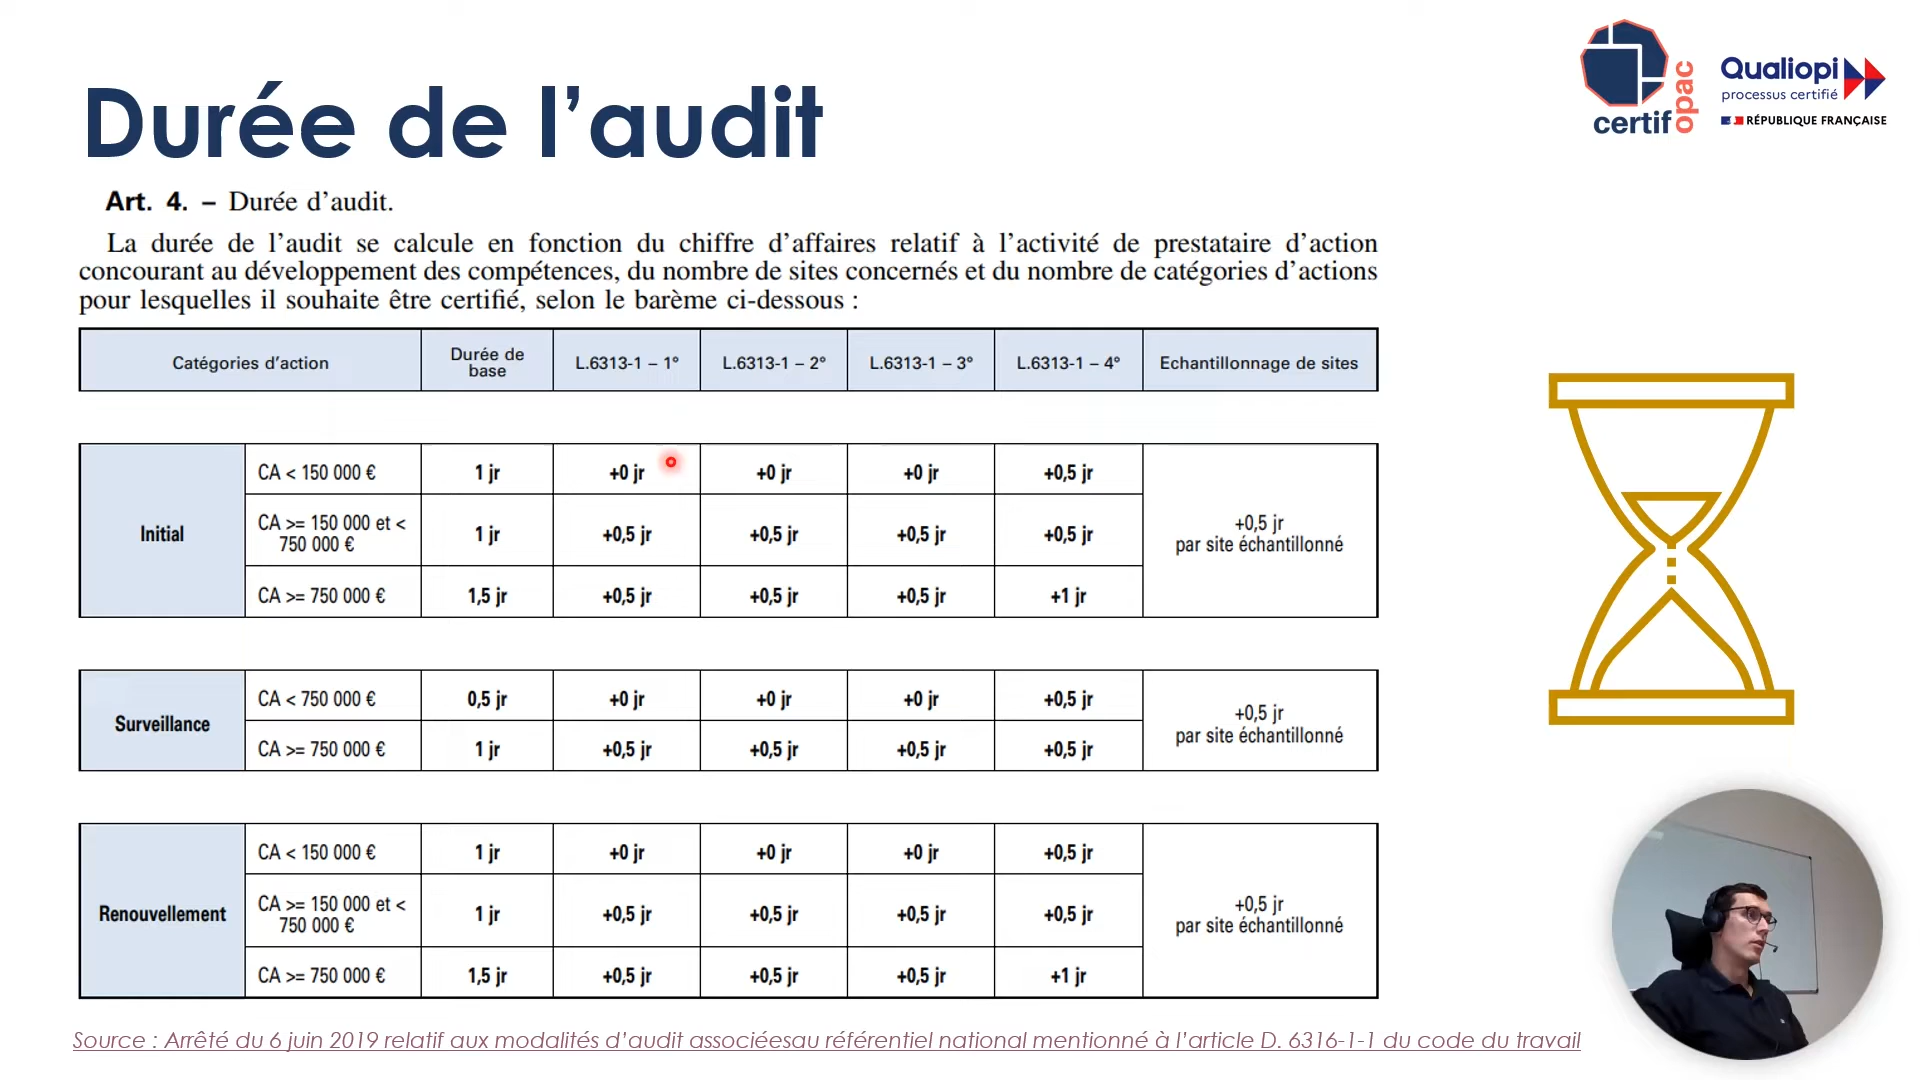 certif
opac
Qualiopi
processus certifié
RÉPUBLIQUE FRANÇAISE
Durée de l’audit
Art. 4. – Durée d’audit.
La durée de l’audit se calcule en fonction du chiffre d’affaires relatif à l’activité de prestataire d’action
concourant au développement des compétences, du nombre de sites concernés et du nombre de catégories d’actions
pour lesquelles il souhaite être certifié, selon le barème ci-dessous :
Catégories d’action Durée de base L.6313-1 – 1° L.6313-1 – 2° L.6313-1 – 3° L.6313-1 – 4° Echantillonnage de sites
Initial
CA < 150 000 € 1 jr +0 jr +0 jr +0 jr +0,5 jr
CA >= 150 000 et < 750 000 € 1 jr +0,5 jr +0,5 jr +0,5 jr +0,5 jr
CA >= 750 000 € 1,5 jr +0,5 jr +0,5 jr +0,5 jr +1 jr
+0,5 jr
par site échantillonné
Surveillance
CA < 750 000 € 0,5 jr +0 jr +0 jr +0 jr +0,5 jr
CA >= 750 000 € 1 jr +0,5 jr +0,5 jr +0,5 jr +0,5 jr
+0,5 jr
par site échantillonné
Renouvellement
CA < 150 000 € 1 jr +0 jr +0 jr +0 jr +0,5 jr
CA >= 150 000 et < 750 000 € 1 jr +0,5 jr +0,5 jr +0,5 jr +0,5 jr
CA >= 750 000 € 1,5 jr +0,5 jr +0,5 jr +0,5 jr +1 jr
+0,5 jr
par site échantillonné
Source : Arrêté du 6 juin 2019 relatif aux modalités d’audit associéesau référentiel national mentionné à l’article D. 6316-1-1 du code du travail